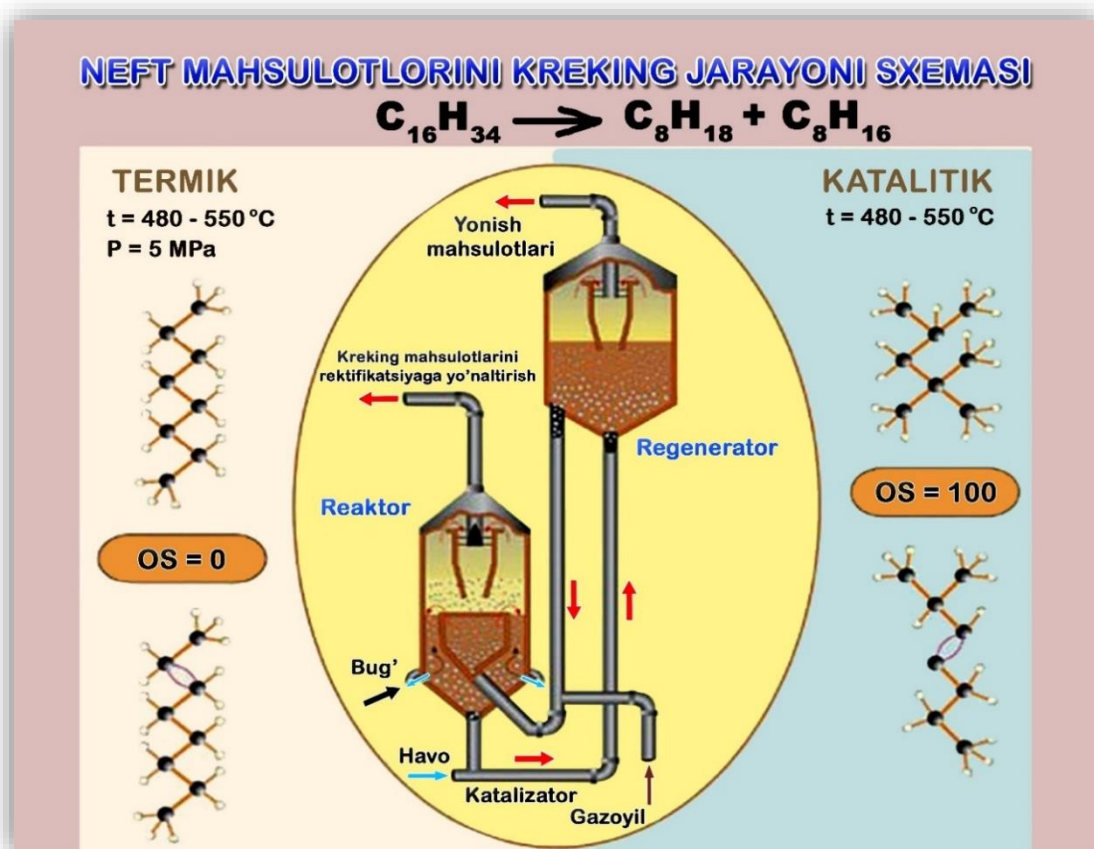 NEFT MAHSULOTLORINI KREKING JARAYONI SXEMASI
C₁₆H₃₄ ⟶ C₈H₁₈ + C₈H₁₆
TERMIK
t = 480 - 550 °C
P = 5 MPa
KATALITIK
t = 480 - 550 °C
Yonish
mahsulotlari
Kreking mahsulotlarini
rektifikatsiyaga yo'naltirish
Regenerator
Reaktor
OS = 100
OS = 0
Bug'
Havo
Katalizator
Gazoyil